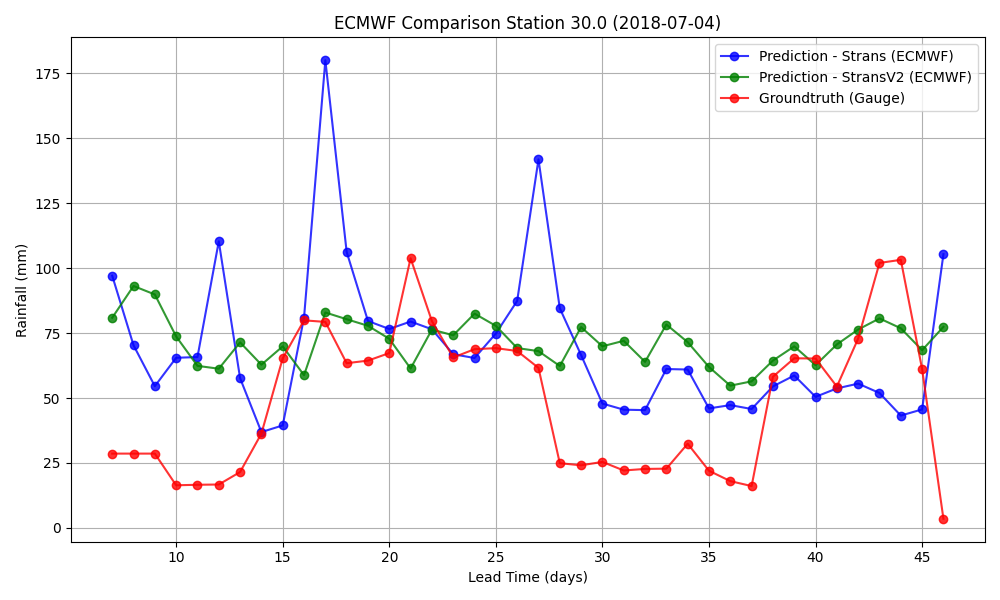 ECMWF Comparison Station 30.0 (2018-07-04)
Prediction - Strans (ECMWF)
Prediction - StransV2 (ECMWF)
Groundtruth (Gauge)
Rainfall (mm)
175
150
125
100
75
50
25
0
10 15 20 25 30 35 40 45
Lead Time (days)